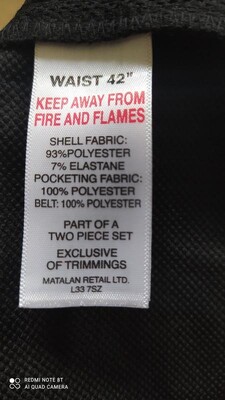 WAIST 42"
KEEP AWAY FROM
FIRE AND FLAMES
SHELL FABRIC:
93%POLYESTER
7% ELASTANE
POCKETING FABRIC:
100% POLYESTER
BELT: 100% POLYESTER
PART OF A
TWO PIECE SET
EXCLUSIVE
OF TRIMMINGS
MATALAN RETAIL LTD.
L33 7SZ
REDMI NOTE 8T
AI QUAD CAMERA